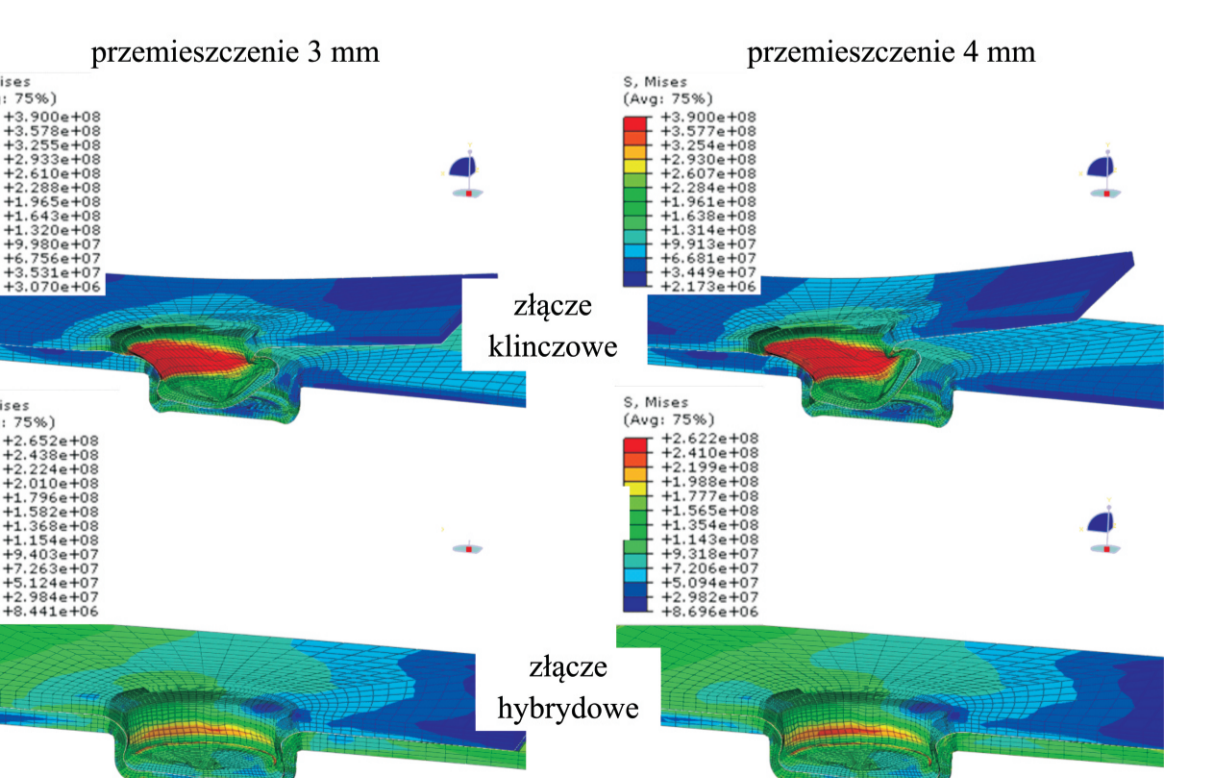 przemieszczenie 3 mm
przemieszczenie 4 mm
ises
: 75%)
+3.900e+08
+3.578e+08
+3.255e+08
+2.933e+08
+2.610e+08
+2.288e+08
+1.965e+08
+1.643e+08
+1.320e+08
+9.980e+07
+6.756e+07
+3.531e+07
+3.070e+06
S, Mises
(Avg: 75%)
+3.900e+08
+3.577e+08
+3.254e+08
+2.930e+08
+2.607e+08
+2.284e+08
+1.961e+08
+1.638e+08
+1.314e+08
+9.913e+07
+6.681e+07
+3.449e+07
+2.173e+06
złącze
klinczowe
ises
: 75%)
+2.652e+08
+2.438e+08
+2.224e+08
+2.010e+08
+1.796e+08
+1.582e+08
+1.368e+08
+1.154e+08
+9.403e+07
+7.263e+07
+5.124e+07
+2.984e+07
+8.441e+06
S, Mises
(Avg: 75%)
+2.622e+08
+2.410e+08
+2.199e+08
+1.988e+08
+1.777e+08
+1.565e+08
+1.354e+08
+1.143e+08
+9.318e+07
+7.206e+07
+5.094e+07
+2.982e+07
+8.696e+06
złącze
hybrydowe